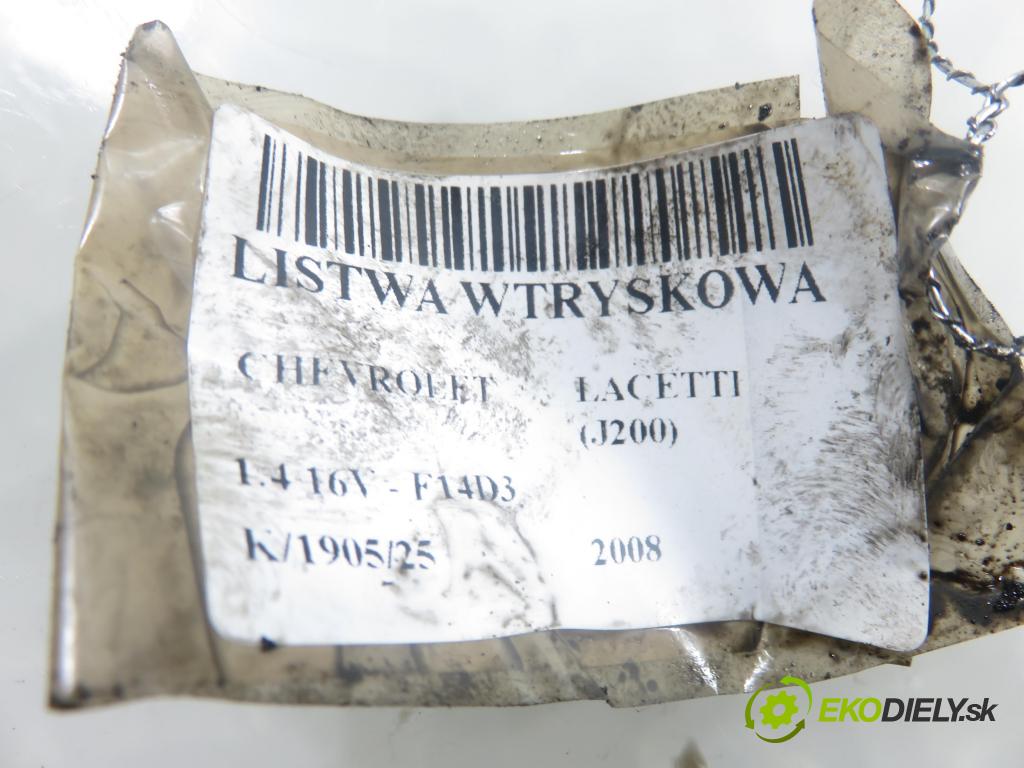 LISTWA WTRYSKOWA
CHEVROLET LACETTI
(J200)
1.4 16V - F14D3
K/1905/25 2008
EKODIELY.sk